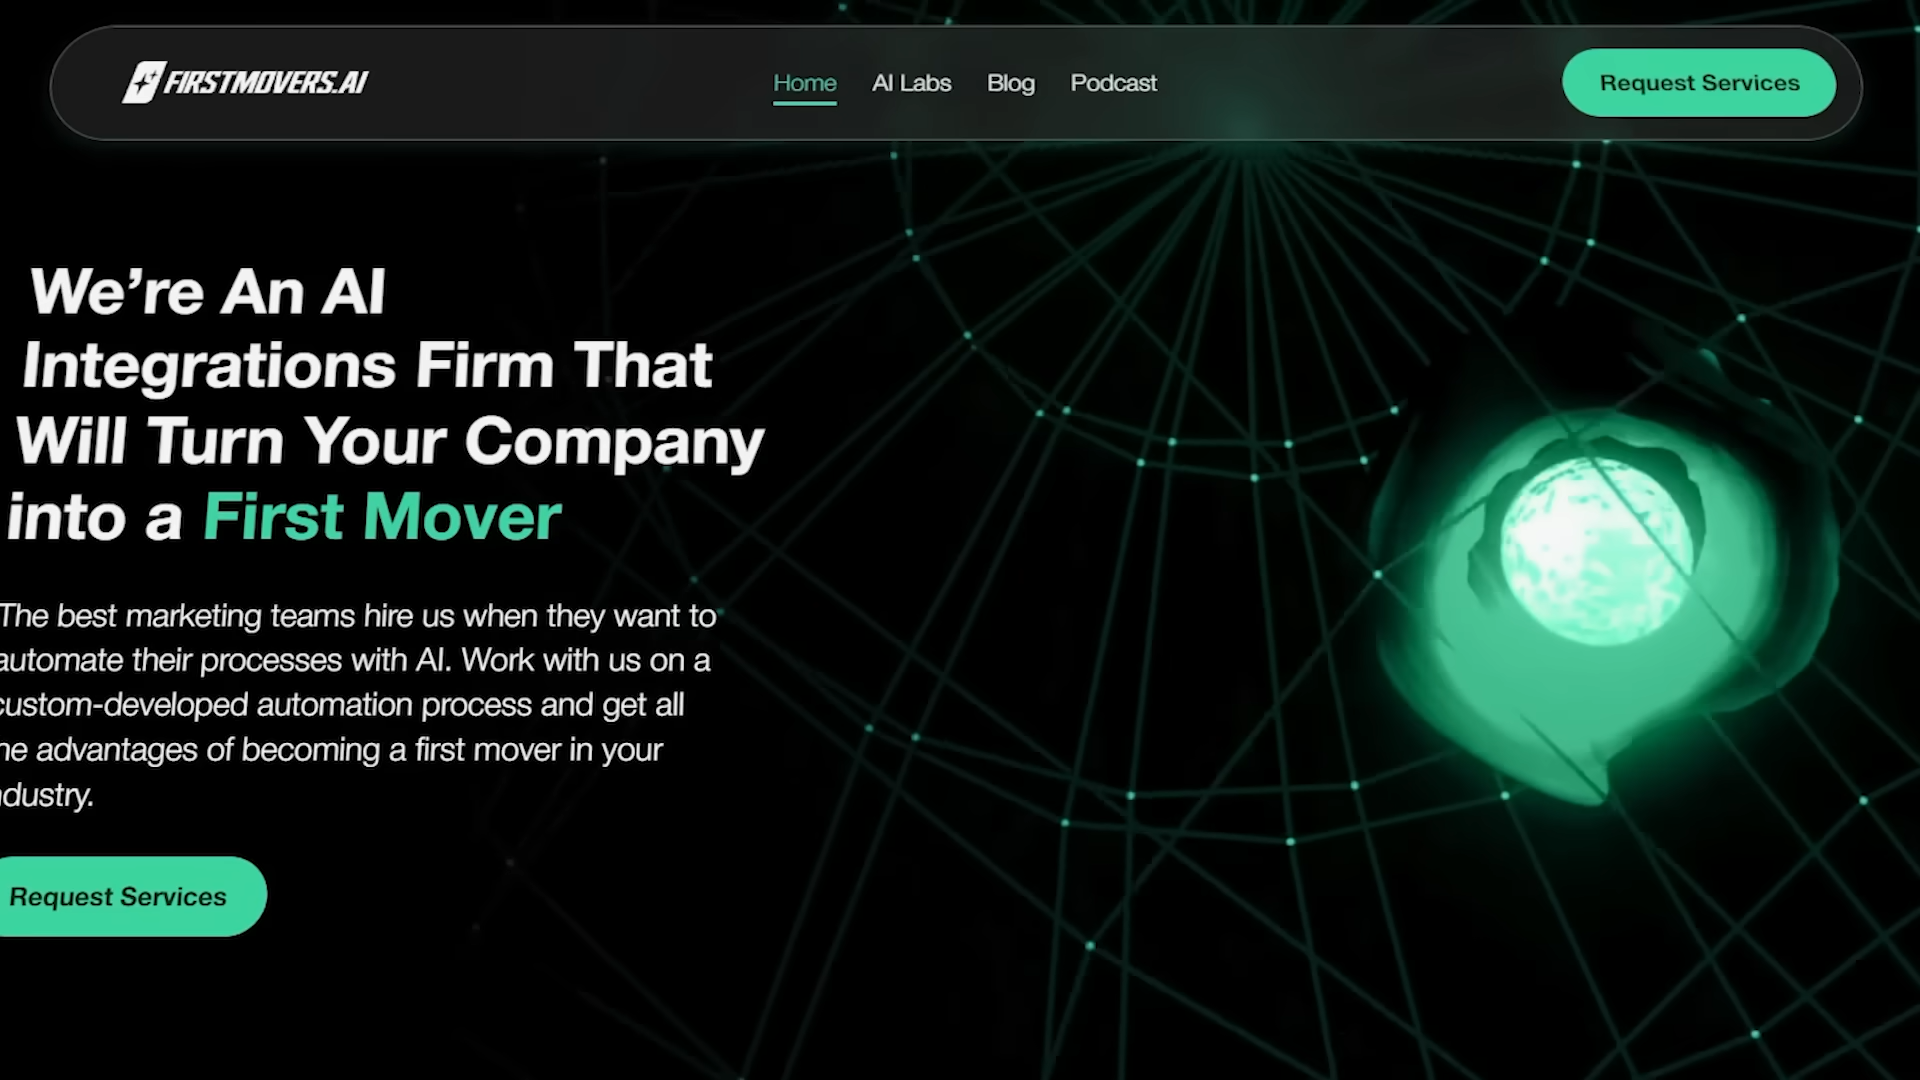 FIRSTMOVERS.AI
Home
AI Labs
Blog
Podcast
Request Services
We’re An AI
Integrations Firm That
Will Turn Your Company
into a First Mover
The best marketing teams hire us when they want to
automate their processes with AI. Work with us on a
custom-developed automation process and get all
he advantages of becoming a first mover in your
ndustry.
Request Services